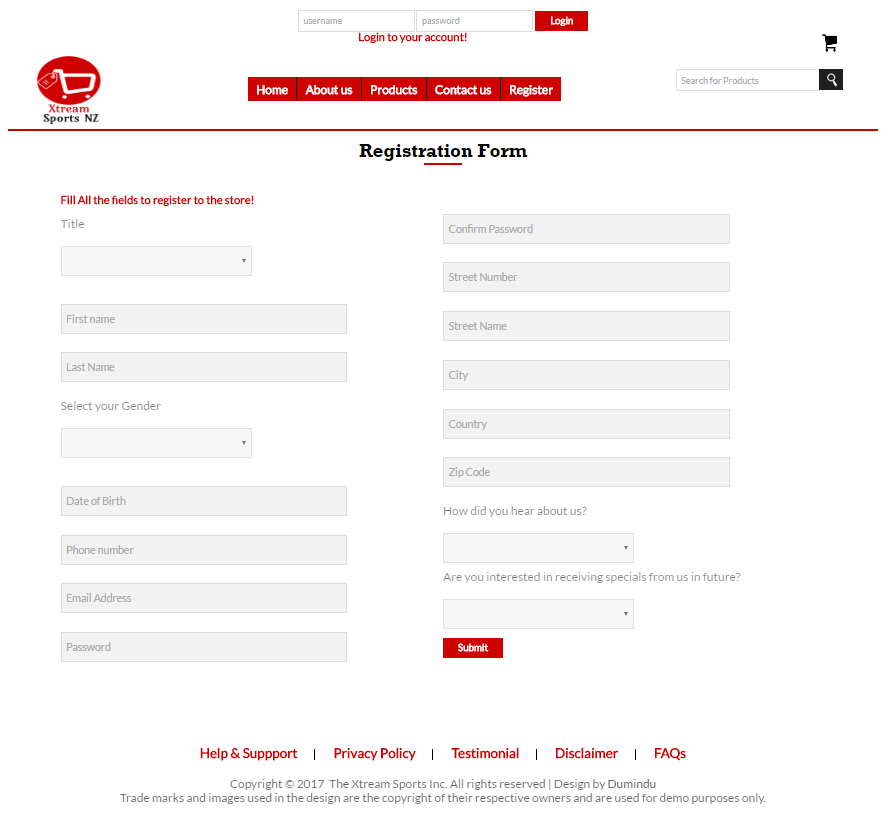 username password Login
Login to your account!
Xtream
Sports NZ
Home About us Products Contact us Register
Search for Products
Registration Form
Fill All the fields to register to the store!
Title
First name
Last Name
Select your Gender
Date of Birth
Phone number
Email Address
Password
Confirm Password
Street Number
Street Name
City
Country
Zip Code
How did you hear about us?
Are you interested in receiving specials from us in future?
Submit
Help & Suppport | Privacy Policy | Testimonial | Disclaimer | FAQs
Copyright © 2017 The Xtream Sports Inc. All rights reserved | Design by Dumindu
Trade marks and images used in the design are the copyright of their respective owners and are used for demo purposes only.